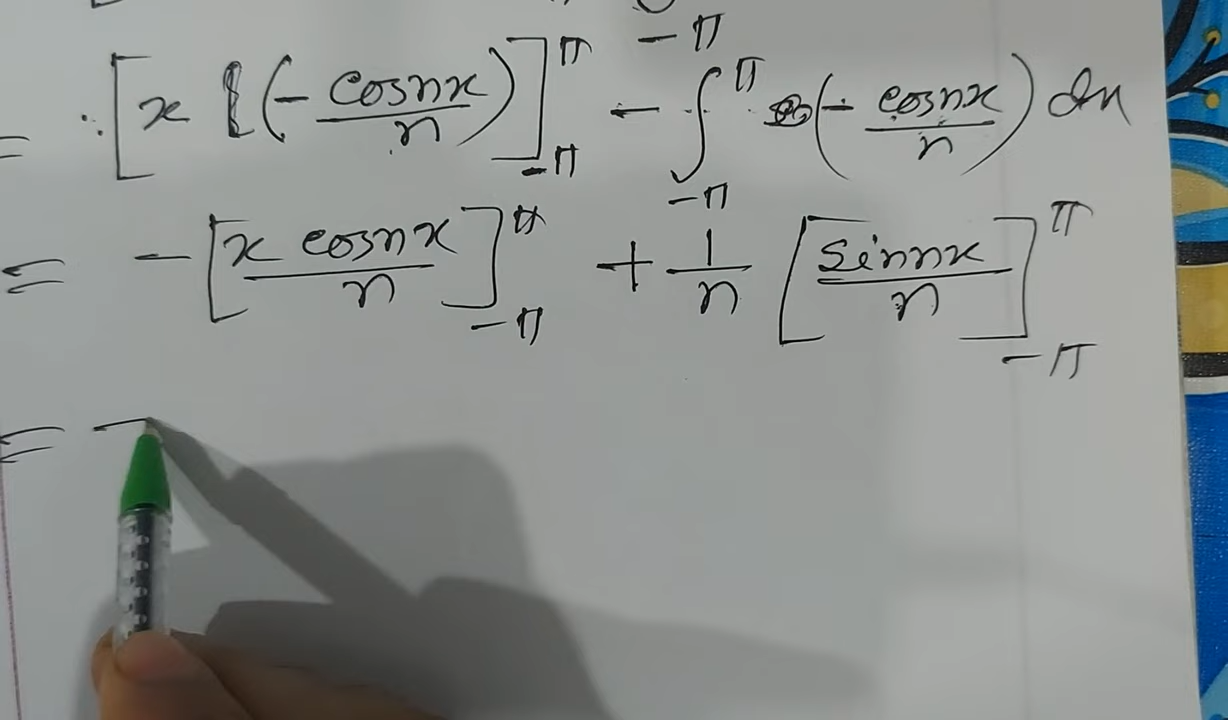 = ∴ [x (- cosnx / n)]_{-π}^{π} - ∫_{-π}^{π} (- cosnx / n) dx
= - [x cosnx / n]_{-π}^{π} + 1/n [sinnx / n]_{-π}^{π}
= -